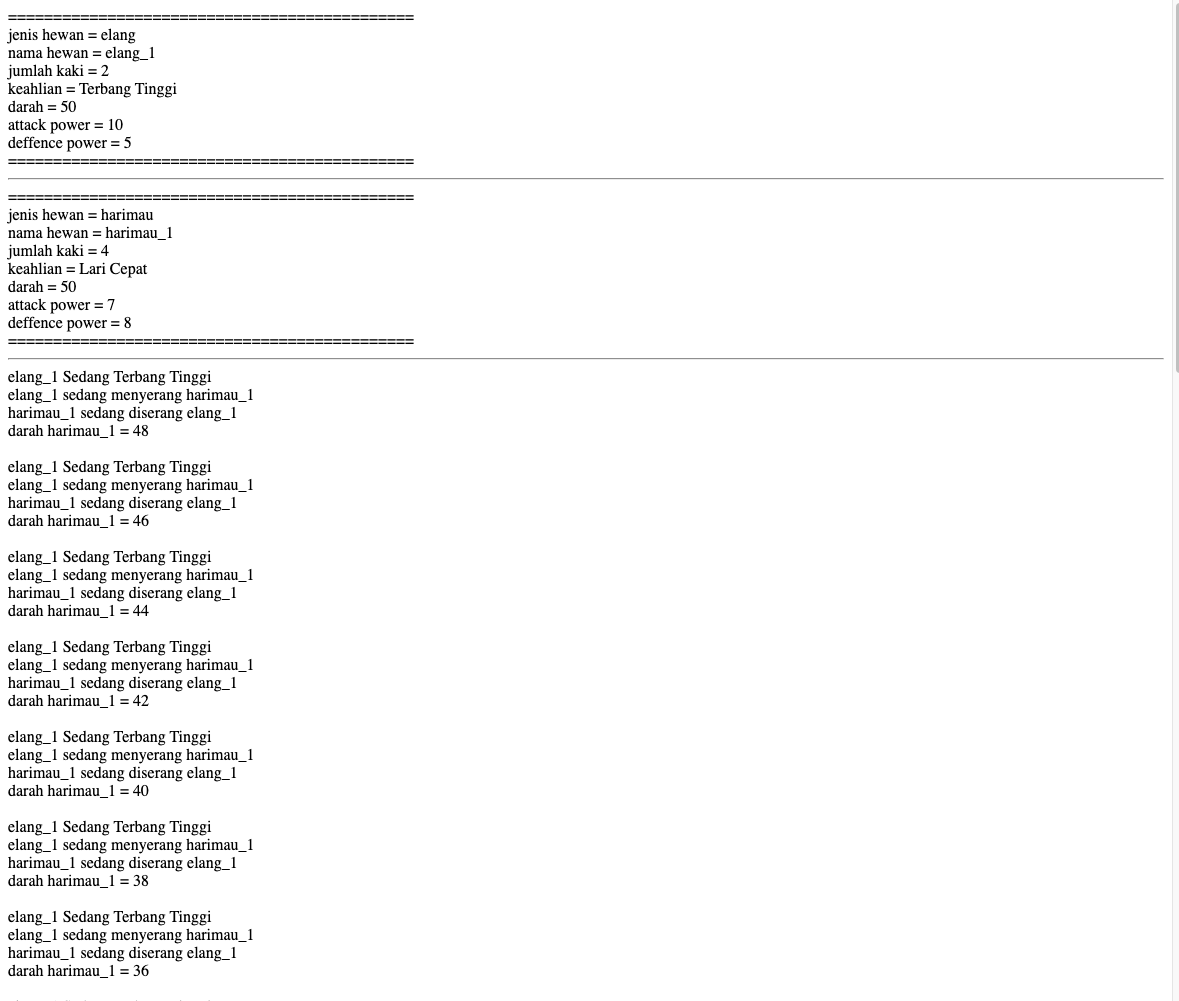 =============================================
jenis hewan = elang
nama hewan = elang_1
jumlah kaki = 2
keahlian = Terbang Tinggi
darah = 50
attack power = 10
deffence power = 5
=============================================
=============================================
jenis hewan = harimau
nama hewan = harimau_1
jumlah kaki = 4
keahlian = Lari Cepat
darah = 50
attack power = 7
deffence power = 8
=============================================
elang_1 Sedang Terbang Tinggi
elang_1 sedang menyerang harimau_1
harimau_1 sedang diserang elang_1
darah harimau_1 = 48
elang_1 Sedang Terbang Tinggi
elang_1 sedang menyerang harimau_1
harimau_1 sedang diserang elang_1
darah harimau_1 = 46
elang_1 Sedang Terbang Tinggi
elang_1 sedang menyerang harimau_1
harimau_1 sedang diserang elang_1
darah harimau_1 = 44
elang_1 Sedang Terbang Tinggi
elang_1 sedang menyerang harimau_1
harimau_1 sedang diserang elang_1
darah harimau_1 = 42
elang_1 Sedang Terbang Tinggi
elang_1 sedang menyerang harimau_1
harimau_1 sedang diserang elang_1
darah harimau_1 = 40
elang_1 Sedang Terbang Tinggi
elang_1 sedang menyerang harimau_1
harimau_1 sedang diserang elang_1
darah harimau_1 = 38
elang_1 Sedang Terbang Tinggi
elang_1 sedang menyerang harimau_1
harimau_1 sedang diserang elang_1
darah harimau_1 = 36